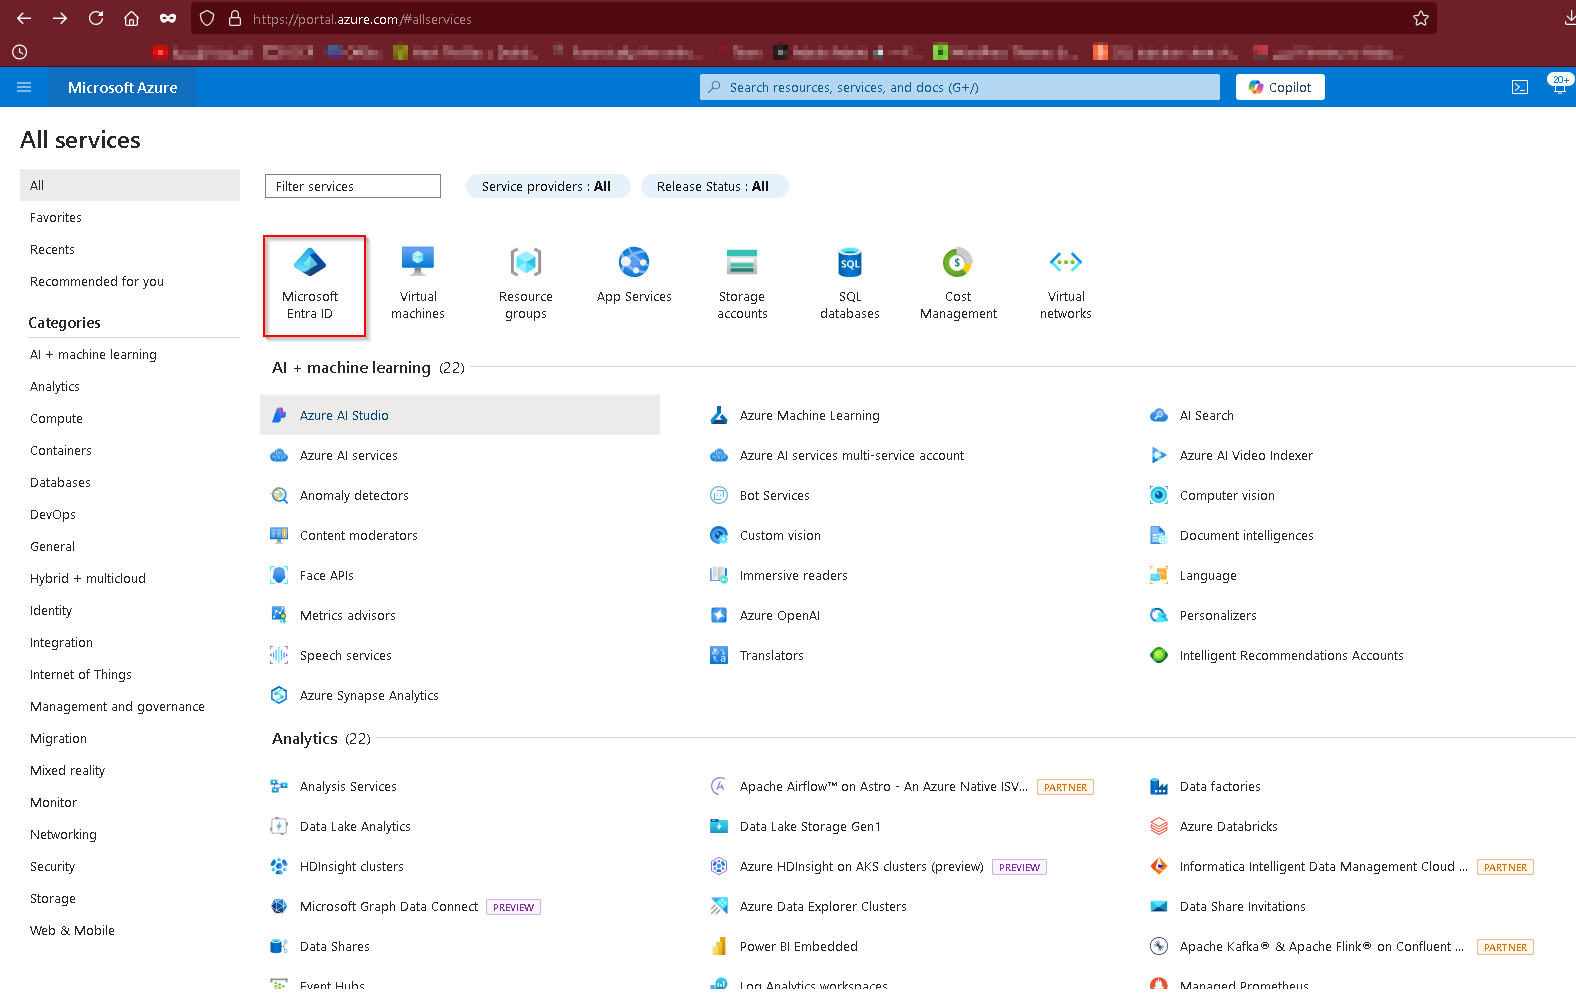 https://portal.azure.com/#allservices
Microsoft Azure
Search resources, services, and docs (G+/)
Copilot
20+
All services
All
Favorites
Recents
Recommended for you
Categories
AI + machine learning
Analytics
Compute
Containers
Databases
DevOps
General
Hybrid + multicloud
Identity
Integration
Internet of Things
Management and governance
Migration
Mixed reality
Monitor
Networking
Security
Storage
Web & Mobile
Filter services
Service providers : All
Release Status : All
Microsoft
Entra ID
Virtual
machines
Resource
groups
App Services
Storage
accounts
SQL
SQL
databases
$
Cost
Management
Virtual
networks
AI + machine learning (22)
Azure AI Studio
Azure Machine Learning
AI Search
Azure AI services
Azure AI services multi-service account
Azure AI Video Indexer
Anomaly detectors
Bot Services
Computer vision
Content moderators
Custom vision
Document intelligences
Face APIs
Immersive readers
Language
Metrics advisors
Azure OpenAI
Personalizers
Speech services
Translators
Intelligent Recommendations Accounts
Azure Synapse Analytics
Analytics (22)
Analysis Services
Apache Airflow™ on Astro - An Azure Native ISV... PARTNER
Data factories
Data Lake Analytics
Data Lake Storage Gen1
Azure Databricks
HDInsight clusters
Azure HDInsight on AKS clusters (preview) PREVIEW
Informatica Intelligent Data Management Cloud ... PARTNER
Microsoft Graph Data Connect PREVIEW
Azure Data Explorer Clusters
Data Share Invitations
Data Shares
Power BI Embedded
Apache Kafka® & Apache Flink® on Confluent ... PARTNER
Event Hubs
Log Analytics workspaces
Managed Prometheus